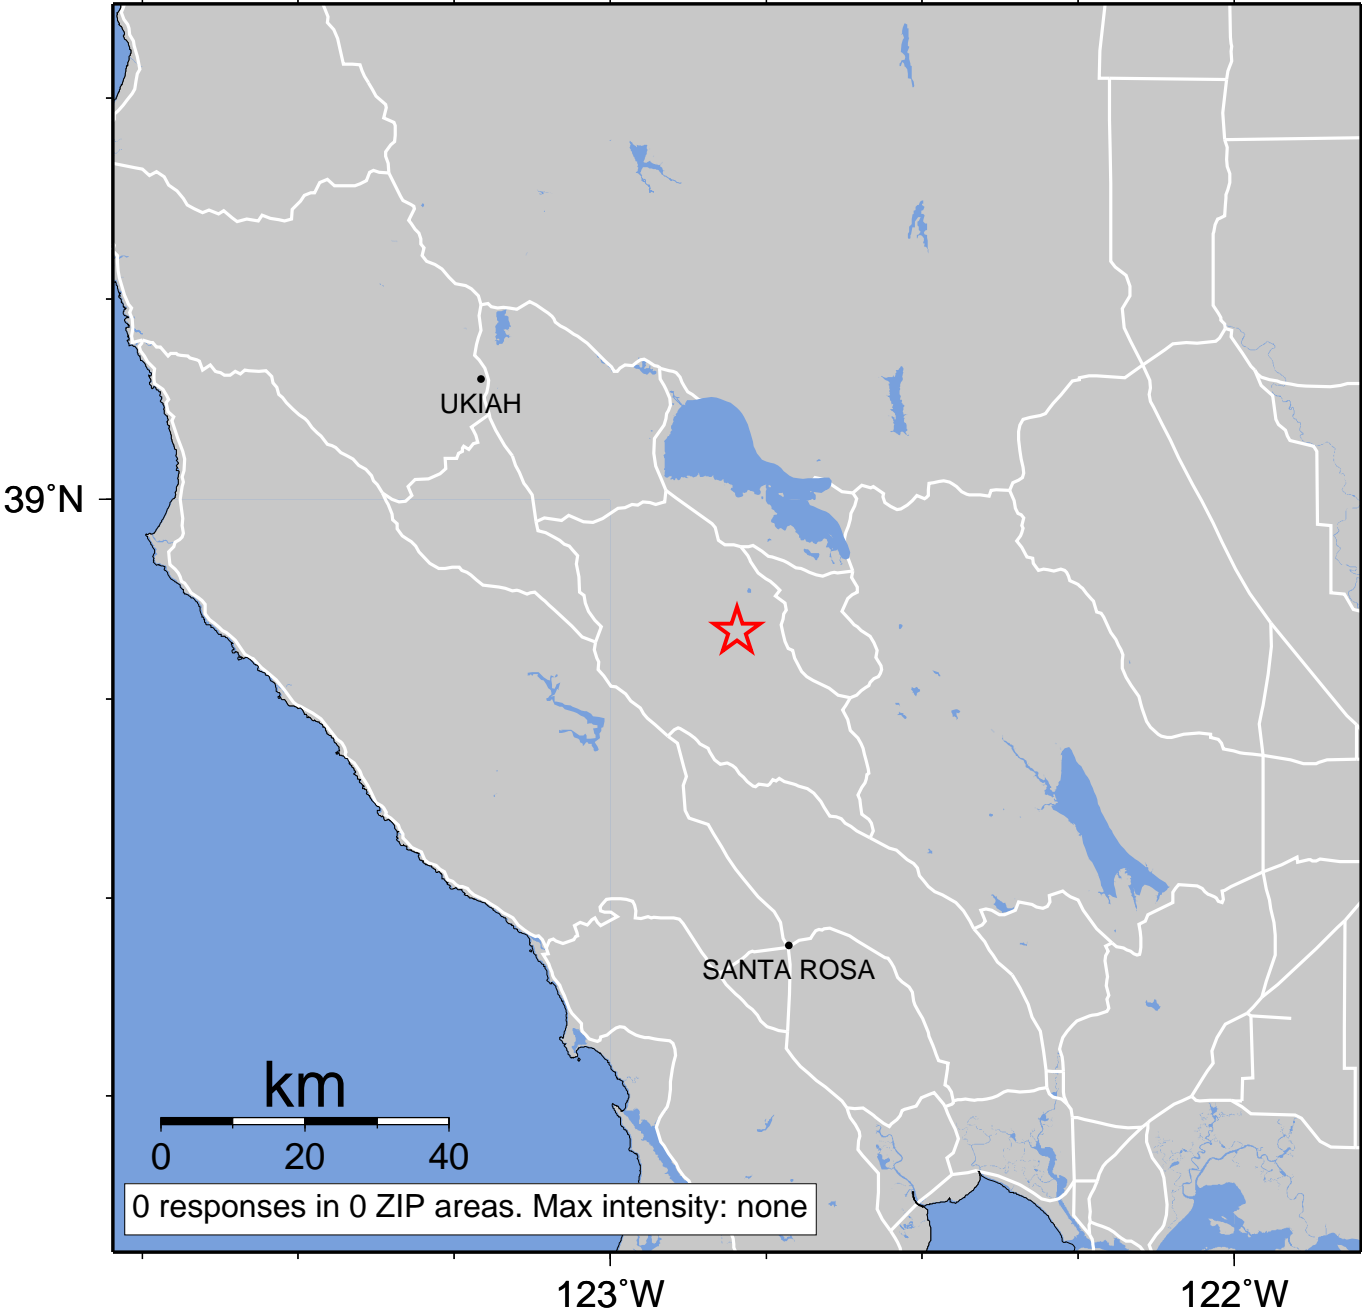 UKIAH
39°N
SANTA ROSA
km
0 20 40
0 responses in 0 ZIP areas. Max intensity: none
123°W 122°W